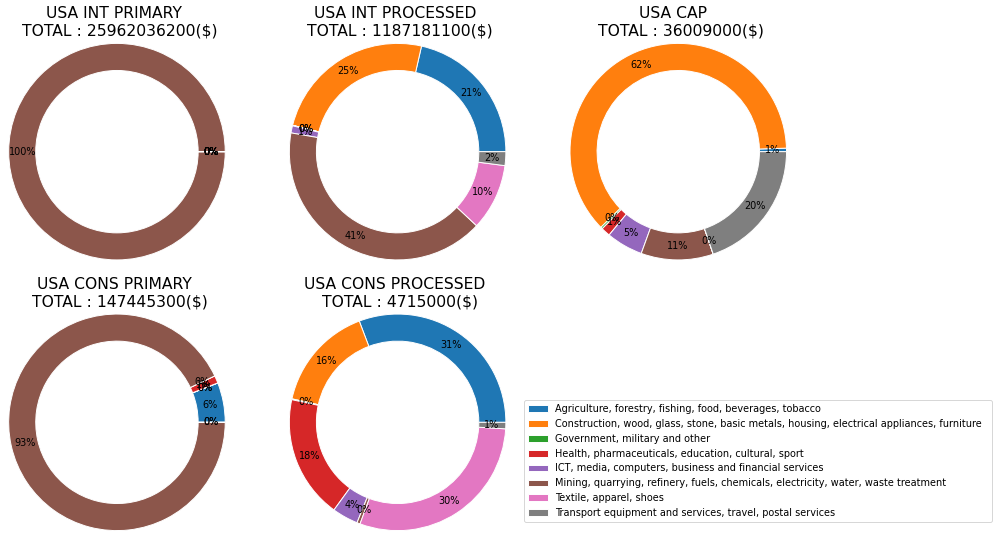 USA INT PRIMARY
TOTAL : 25962036200($)
100%
0%
USA INT PROCESSED
TOTAL : 1187181100($)
21%
25%
0%
1%
41%
10%
2%
USA CAP
TOTAL : 36009000($)
1%
62%
0%
1%
5%
11%
0%
20%
USA CONS PRIMARY
TOTAL : 147445300($)
6%
0%
0%
93%
0%
USA CONS PROCESSED
TOTAL : 4715000($)
31%
16%
0%
18%
4%
0%
30%
1%
Agriculture, forestry, fishing, food, beverages, tobacco
Construction, wood, glass, stone, basic metals, housing, electrical appliances, furniture
Government, military and other
Health, pharmaceuticals, education, cultural, sport
ICT, media, computers, business and financial services
Mining, quarrying, refinery, fuels, chemicals, electricity, water, waste treatment
Textile, apparel, shoes
Transport equipment and services, travel, postal services